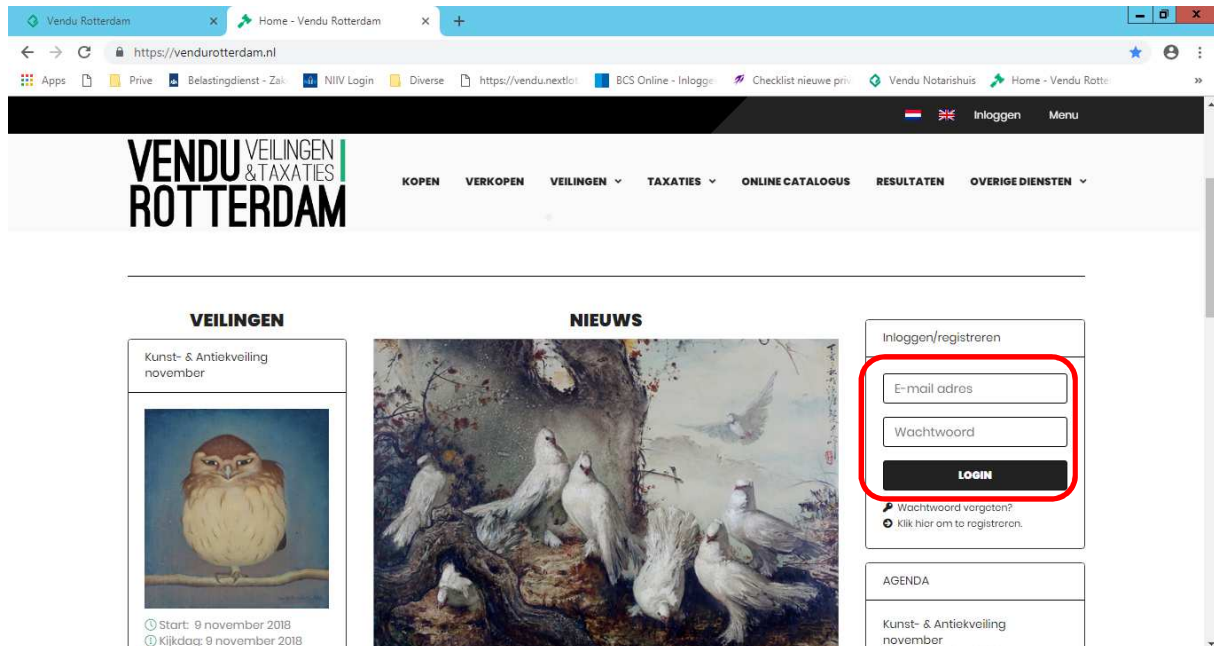 Vendu Rotterdam
Home - Vendu Rotterdam
https://vendurotterdam.nl
Apps
Prive
Belastingdienst - Zak
NIIV Login
Diverse
https://vendu.nextlot
BCS Online - Inlogge
Checklist nieuwe priv
Vendu Notarishuis
Home - Vendu Rotte
Inloggen
Menu
VENDU VEILINGEN
& TAXATIES
ROTTERDAM
KOPEN
VERKOPEN
VEILINGEN
TAXATIES
ONLINE CATALOGUS
RESULTATEN
OVERIGE DIENSTEN
VEILINGEN
Kunst- & Antiekveiling
november
Start: 9 november 2018
Kijkdag: 9 november 2018
NIEUWS
Inloggen/registreren
E-mail adres
Wachtwoord
LOGIN
Wachtwoord vergeten?
Klik hier om te registreren.
AGENDA
Kunst- & Antiekveiling
november